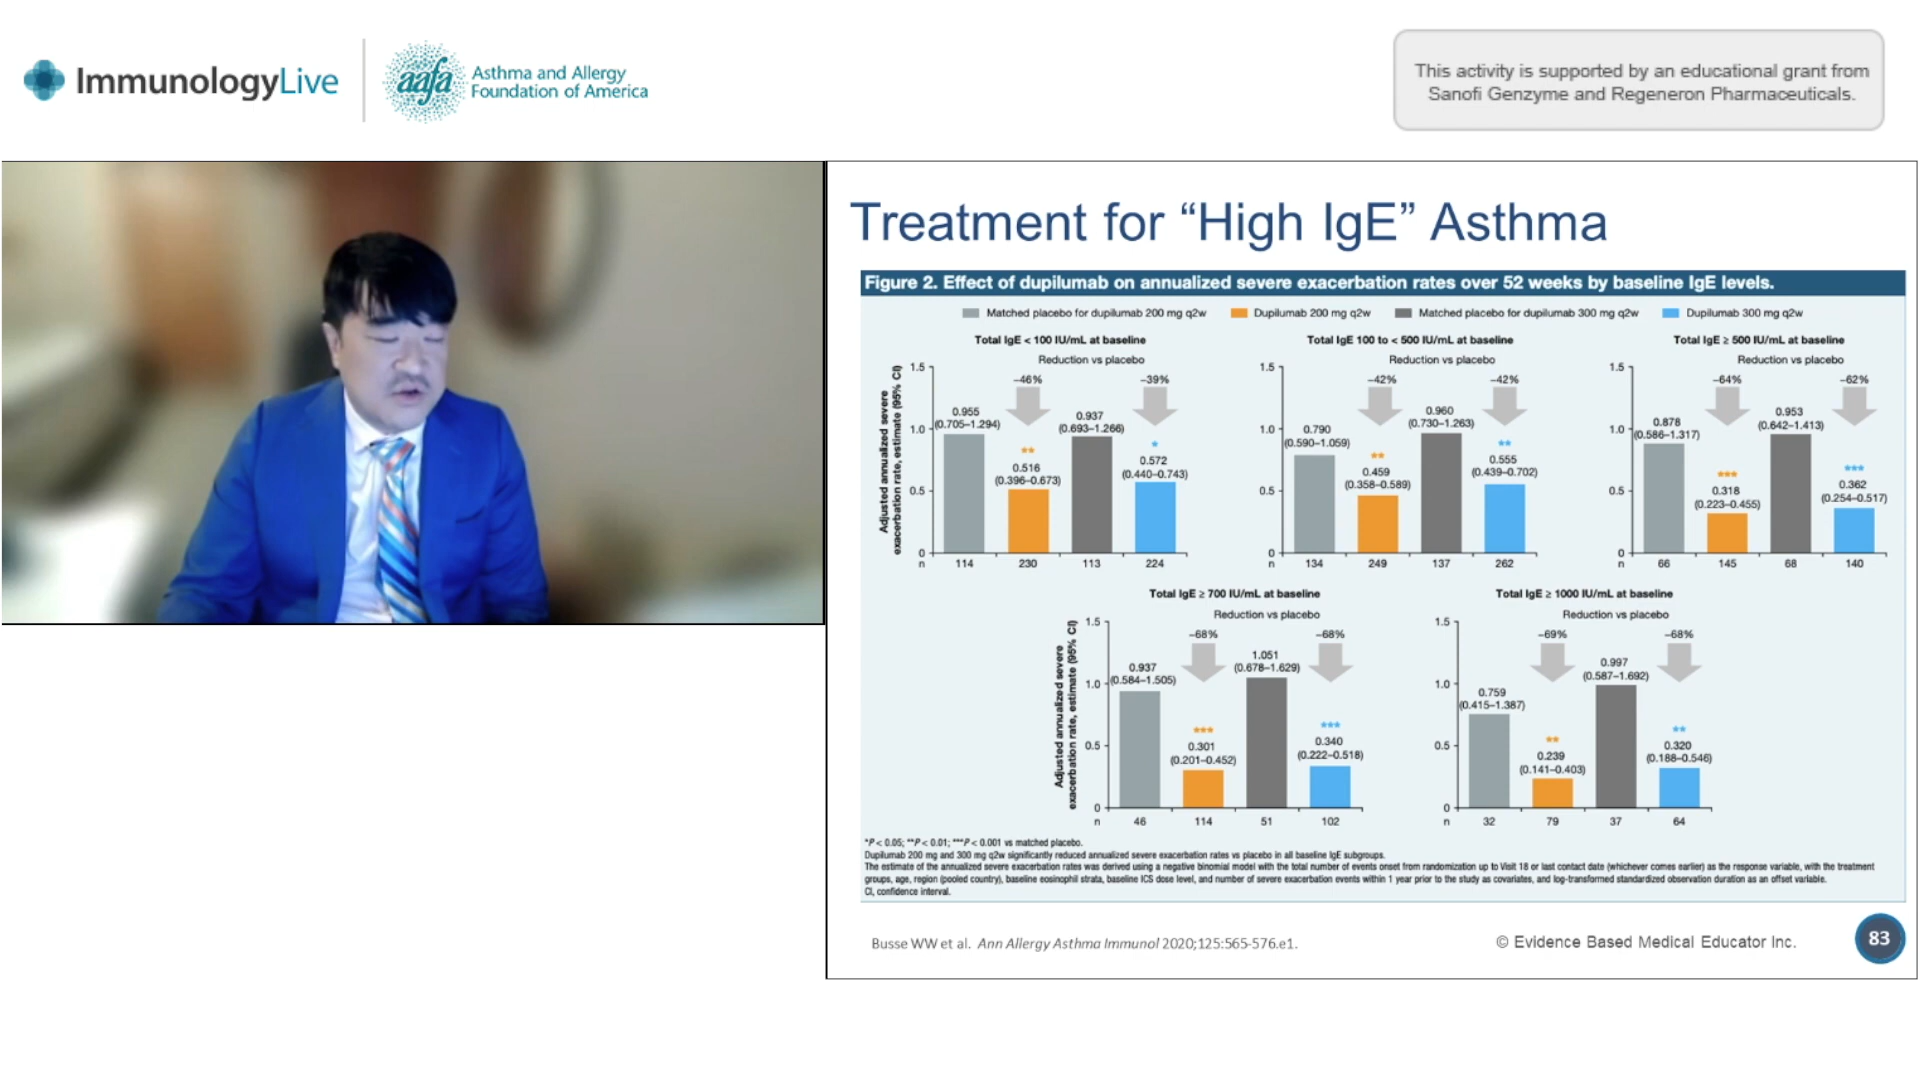 ImmunologyLive
aafa
Asthma and Allergy
Foundation of America
This activity is supported by an educational grant from
Sanofi Genzyme and Regeneron Pharmaceuticals.
Treatment for “High IgE” Asthma
Figure 2. Effect of dupilumab on annualized severe exacerbation rates over 52 weeks by baseline IgE levels.
Matched placebo for dupilumab 200 mg q2w Dupilumab 200 mg q2w Matched placebo for dupilumab 300 mg q2w Dupilumab 300 mg q2w
Total IgE < 100 IU/mL at baseline
Reduction vs placebo
Adjusted annualized severe
exacerbation rate, estimate (95% CI)
1.5
1.0
0.5
0
–46%
–39%
0.955
(0.705–1.294)
**
0.516
(0.396–0.673)
0.937
(0.693–1.266)
*
0.572
(0.440–0.743)
n 114 230 113 224
Total IgE 100 to < 500 IU/mL at baseline
Reduction vs placebo
1.5
1.0
0.5
0
–42%
–42%
0.790
(0.590–1.059)
**
0.459
(0.358–0.589)
0.960
(0.730–1.263)
**
0.555
(0.439–0.702)
n 134 249 137 262
Total IgE ≥ 500 IU/mL at baseline
Reduction vs placebo
1.5
1.0
0.5
0
–64%
–62%
0.878
(0.586–1.317)
***
0.318
(0.223–0.455)
0.953
(0.642–1.413)
***
0.362
(0.254–0.517)
n 66 145 68 140
Total IgE ≥ 700 IU/mL at baseline
Reduction vs placebo
Adjusted annualized severe
exacerbation rate, estimate (95% CI)
1.5
1.0
0.5
0
–68%
–68%
0.937
(0.584–1.505)
***
0.301
(0.201–0.452)
1.051
(0.678–1.629)
***
0.340
(0.222–0.518)
n 46 114 51 102
Total IgE ≥ 1000 IU/mL at baseline
Reduction vs placebo
1.5
1.0
0.5
0
–69%
–68%
0.759
(0.415–1.387)
**
0.239
(0.141–0.403)
0.997
(0.587–1.692)
**
0.320
(0.188–0.546)
n 32 79 37 64
*P < 0.05; **P < 0.01; ***P < 0.001 vs matched placebo.
Dupilumab 200 mg and 300 mg q2w significantly reduced annualized severe exacerbation rates vs placebo in all baseline IgE subgroups.
The estimate of the annualized severe exacerbation rates was derived using a negative binomial model with the total number of events onset from randomization up to Visit 18 or last contact date (whichever comes earlier) as the response variable, with the treatment
groups, age, region (pooled country), baseline eosinophil strata, baseline ICS dose level, and number of severe exacerbation events within 1 year prior to the study as covariates, and log-transformed standardized observation duration as an offset variable.
CI, confidence interval.
Busse WW et al. Ann Allergy Asthma Immunol 2020;125:565-576.e1.
© Evidence Based Medical Educator Inc.
83